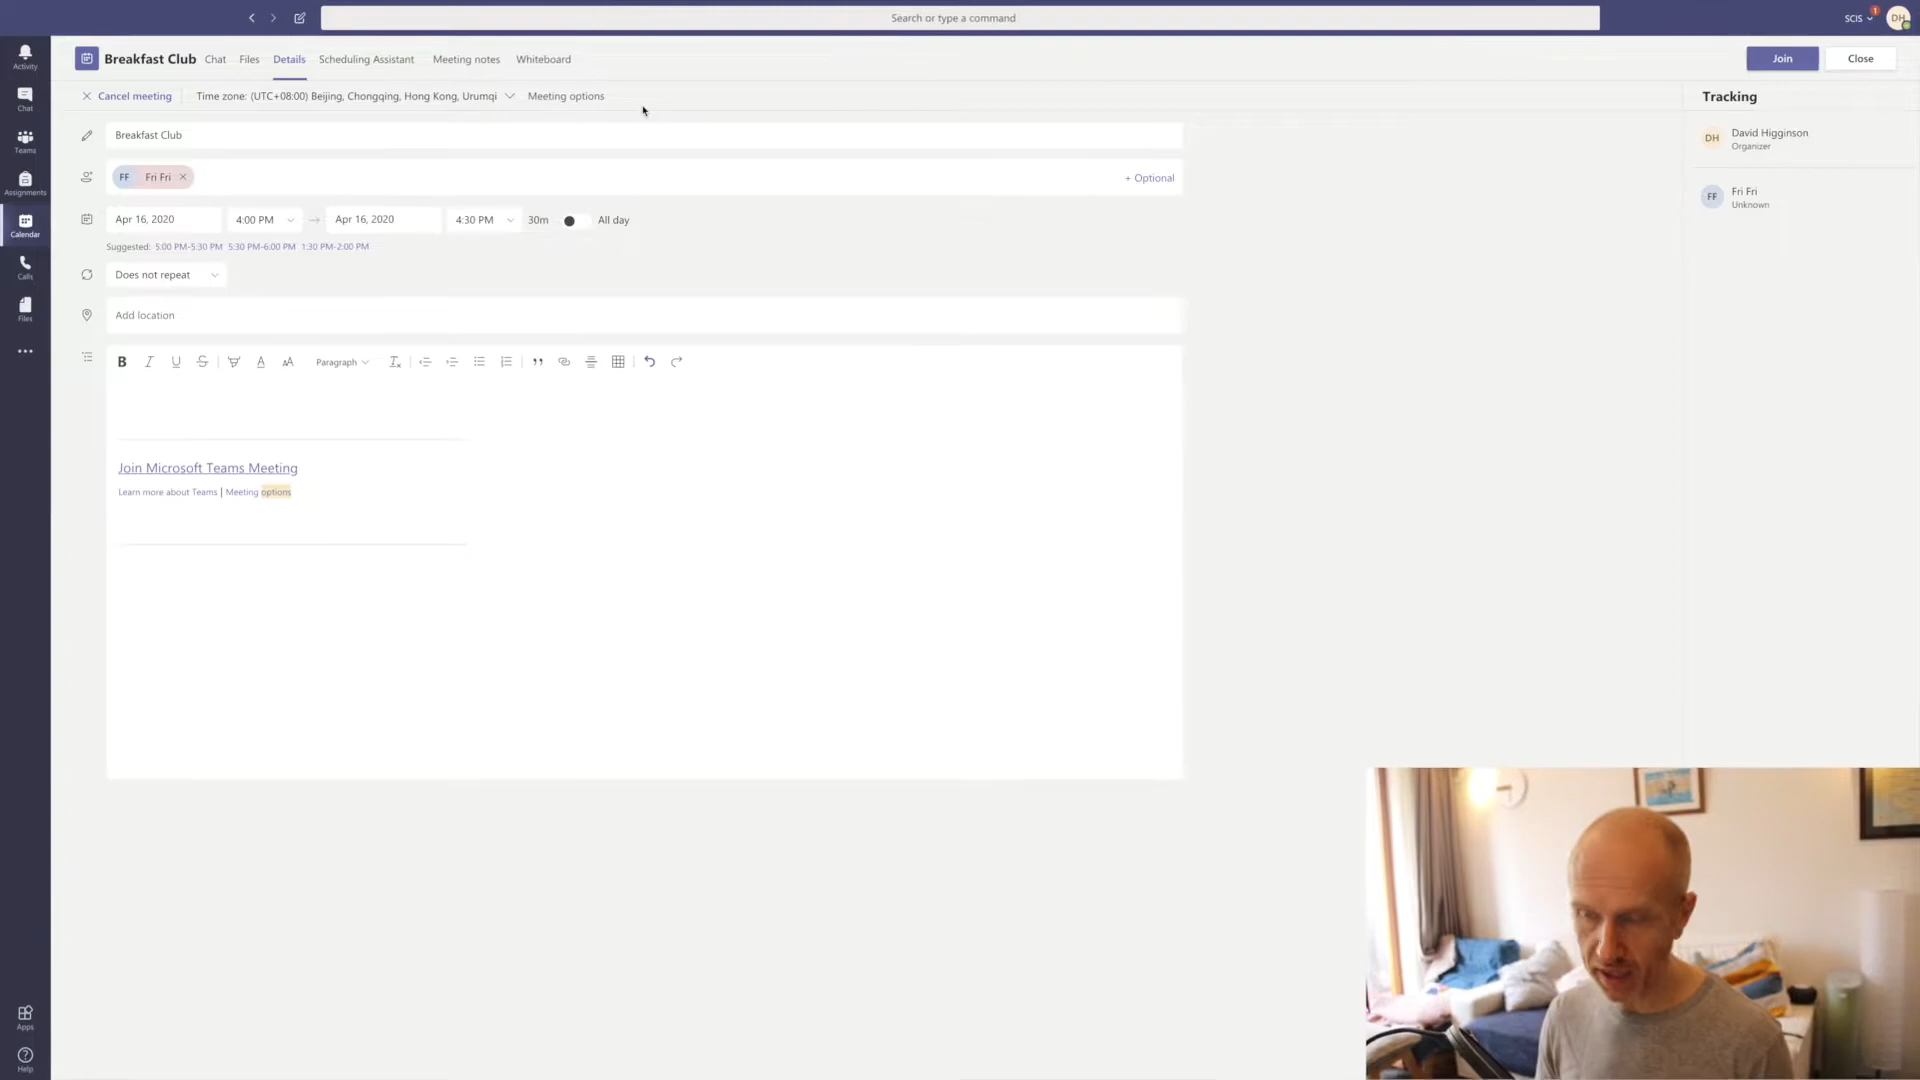 Search or type a command
SCIS
1
DH
Activity
Chat
Teams
Assignments
Calendar
Calls
Files
Apps
Help
Breakfast Club Chat Files Details Scheduling Assistant Meeting notes Whiteboard
Join Close
Cancel meeting Time zone: (UTC+08:00) Beijing, Chongqing, Hong Kong, Urumqi Meeting options
Breakfast Club
FF Fri Fri + Optional
Apr 16, 2020 4:00 PM Apr 16, 2020 4:30 PM 30m All day
Suggested: 5:00 PM-5:30 PM 5:30 PM-6:00 PM 1:30 PM-2:00 PM
Does not repeat
Add location
B I U S A AA Paragraph
Join Microsoft Teams Meeting
Learn more about Teams | Meeting options
Tracking
DH David Higginson
Organizer
FF Fri Fri
Unknown